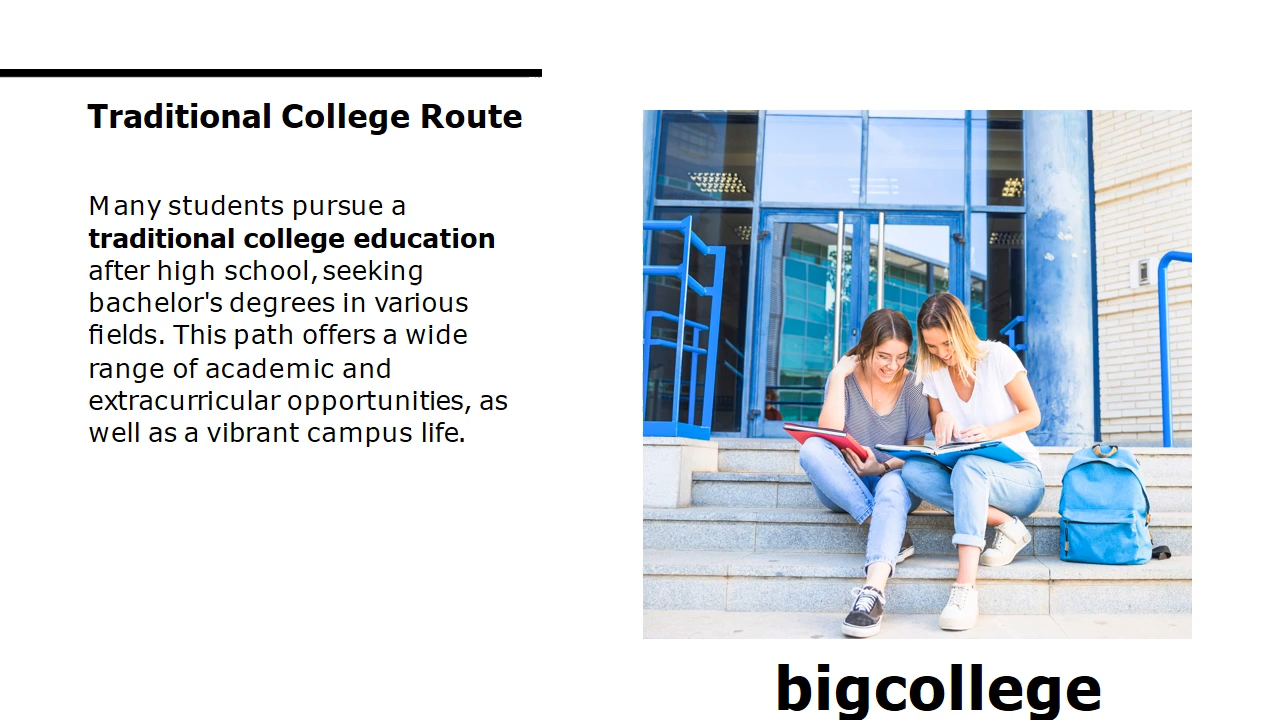 Traditional College Route
Many students pursue a
traditional college education
after high school, seeking
bachelor's degrees in various
fields. This path offers a wide
range of academic and
extracurricular opportunities, as
well as a vibrant campus life.
bigcollege